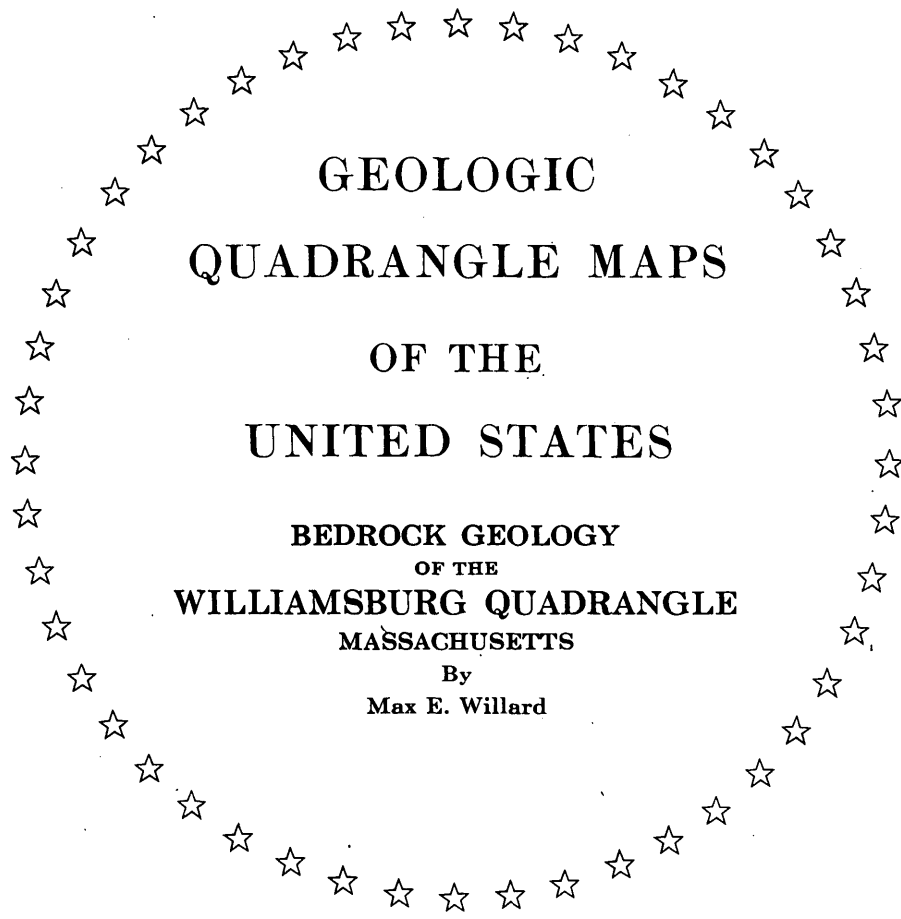 GEOLOGIC
QUADRANGLE MAPS
OF THE
UNITED STATES
BEDROCK GEOLOGY
OF THE
WILLIAMSBURG QUADRANGLE
MASSACHUSETTS
By
Max E. Willard